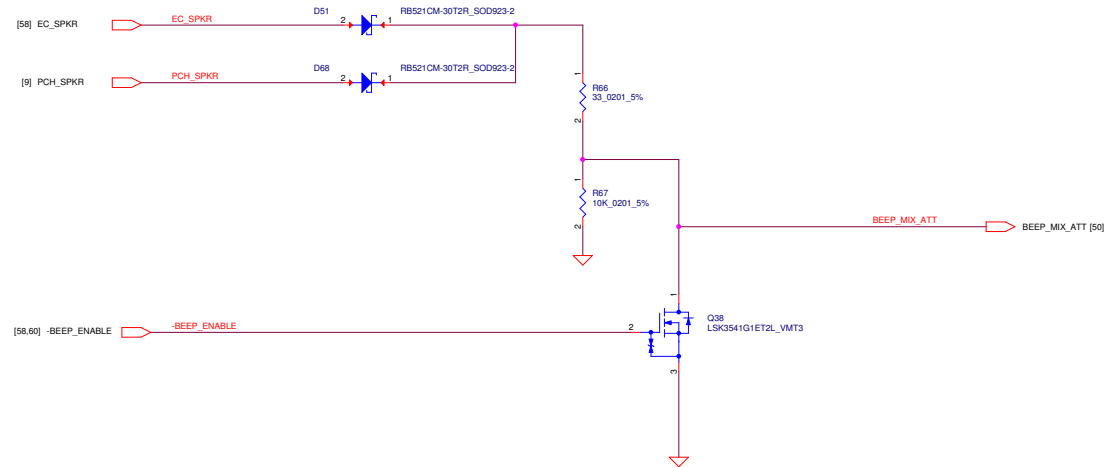 D51
RB521CM-30T2R_SOD923-2
[58] EC_SPKR
EC_SPKR
2
1
D68
RB521CM-30T2R_SOD923-2
[9] PCH_SPKR
PCH_SPKR
2
1
1
R66
33_0201_5%
2
1
R67
10K_0201_5%
2
BEEP_MIX_ATT
BEEP_MIX_ATT [50]
1
Q38
LSK3541G1ET2L_VMT3
[58,60] -BEEP_ENABLE
-BEEP_ENABLE
2
3